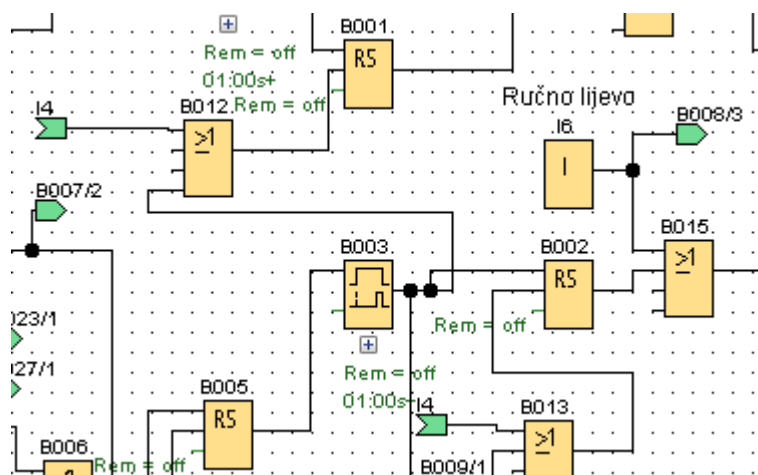 B001
Rem = off
01:00s+
RS
B012
Rem = off
I4
≥1
Ručno lijevo
I6
B008/3
I
B007/2
B015
≥1
B003
B002
RS
Rem = off
023/1
Rem = off
027/1
01:00s+
I4
B005
RS
B013
≥1
B006
Rem = off
B009/1